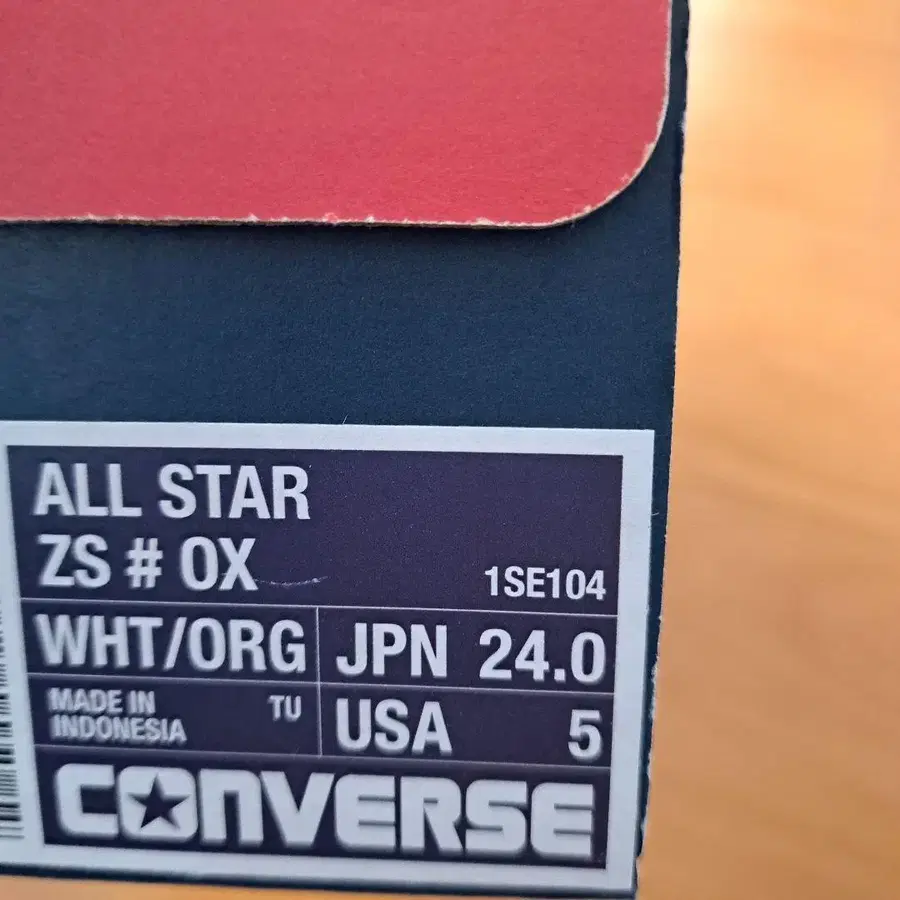 ALL STAR
ZS # OX
1SE104
WHT/ORG
JPN 24.0
MADE IN
INDONESIA
TU
USA 5
CONVERSE